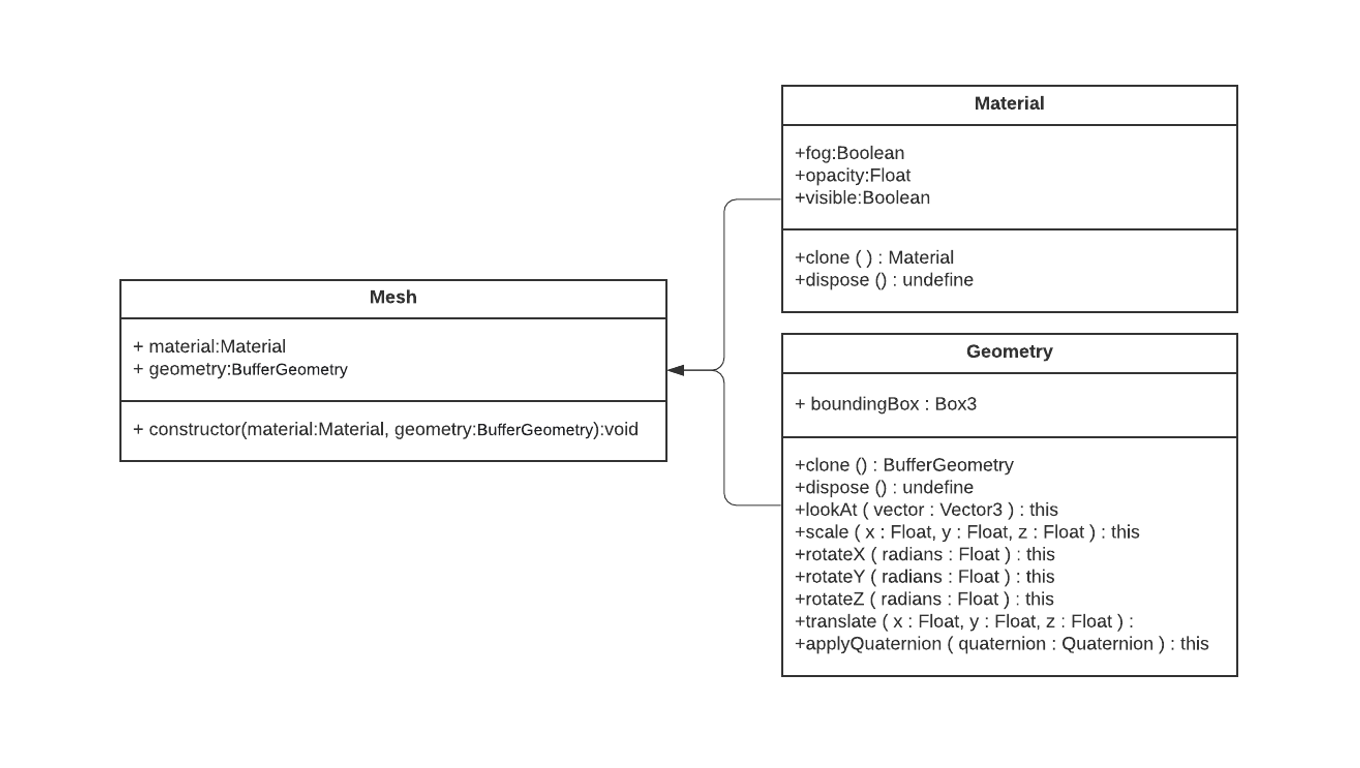 Mesh
+ material:Material
+ geometry:BufferGeometry
+ constructor(material:Material, geometry:BufferGeometry):void
Material
+fog:Boolean
+opacity:Float
+visible:Boolean
+clone ( ) : Material
+dispose () : undefine
Geometry
+ boundingBox : Box3
+clone () : BufferGeometry
+dispose () : undefine
+lookAt ( vector : Vector3 ) : this
+scale ( x : Float, y : Float, z : Float ) : this
+rotateX ( radians : Float ) : this
+rotateY ( radians : Float ) : this
+rotateZ ( radians : Float ) : this
+translate ( x : Float, y : Float, z : Float ) :
+applyQuaternion ( quaternion : Quaternion ) : this